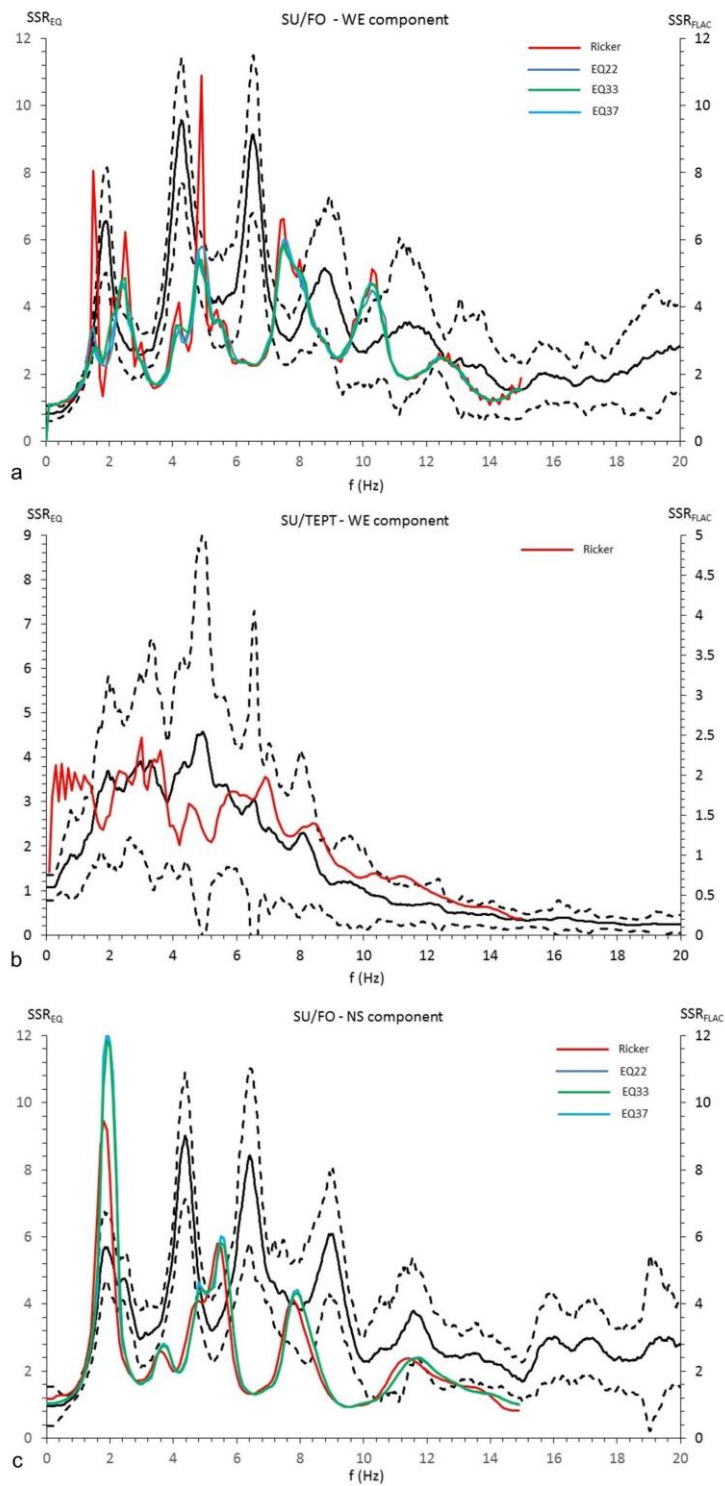 SSR_EQ SU/FO - WE component SSR_FLAC
12 12
Ricker
EQ22
10 10
EQ33
EQ37
8 8
6 6
4 4
2 2
0 0
0 2 4 6 8 10 12 14 16 18 20
a f (Hz)
SSR_EQ SU/TEPT - WE component SSR_FLAC
9 5
Ricker
8 4.5
7 4
6 3.5
3
5
2.5
4
2
3
1.5
2
1
1 0.5
0 0
0 2 4 6 8 10 12 14 16 18 20
b f (Hz)
SSR_EQ SU/FO - NS component SSR_FLAC
12 12
Ricker
EQ22
10 10
EQ33
EQ37
8 8
6 6
4 4
2 2
0 0
0 2 4 6 8 10 12 14 16 18 20
c f (Hz)